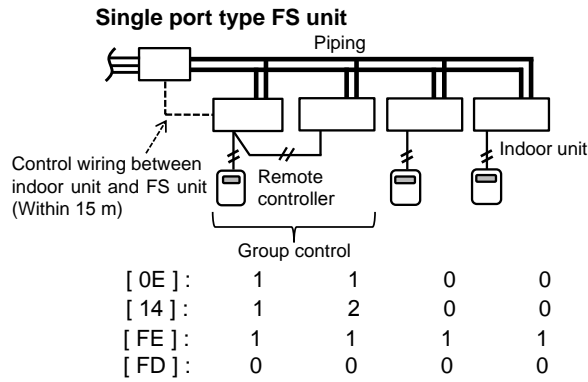 Single port type FS unit
Piping
Control wiring between
indoor unit and FS unit
(Within 15 m)
Remote
controller
Indoor unit
Group control
[ 0E ] : 1 1 0 0
[ 14 ] : 1 2 0 0
[ FE ] : 1 1 1 1
[ FD ] : 0 0 0 0